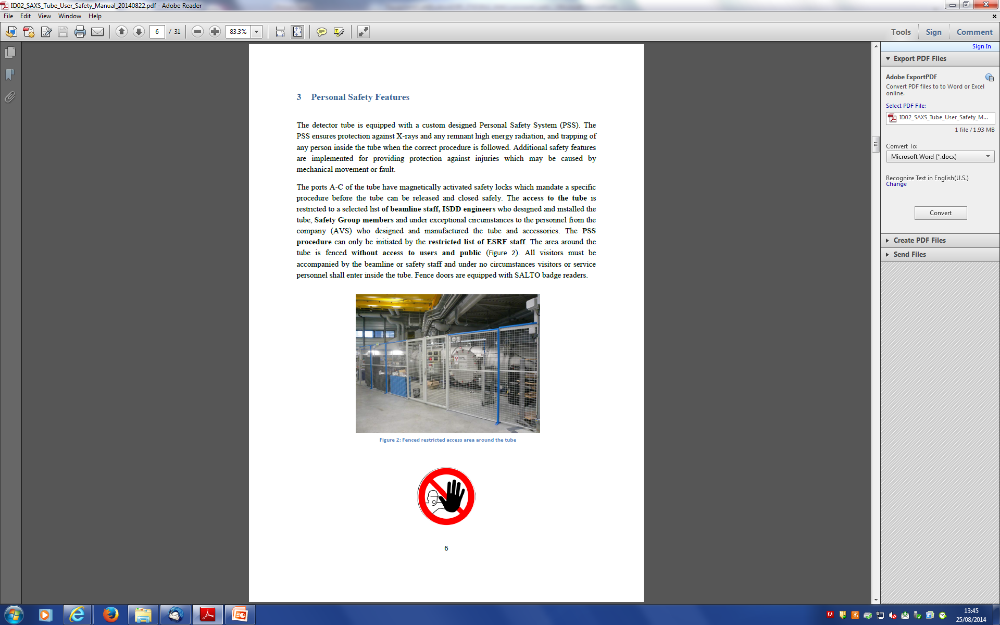 ID02_SAXS_Tube_User_Safety_Manual_20140822.pdf - Adobe Reader
File Edit View Window Help
6 / 31 83.3% Tools Sign Comment
Sign In
Export PDF Files
Adobe ExportPDF
Convert PDF files to to Word or Excel
online.
Select PDF File:
ID02_SAXS_Tube_User_Safety_M...
1 file / 1.93 MB
Convert To:
Microsoft Word (*.docx)
Recognize Text in English(U.S.)
Change
Convert
Create PDF Files
Send Files
3 Personal Safety Features
The detector tube is equipped with a custom designed Personal Safety System (PSS). The
PSS ensures protection against X-rays and any remnant high energy radiation, and trapping of
any person inside the tube when the correct procedure is followed. Additional safety features
are implemented for providing protection against injuries which may be caused by
mechanical movement or fault.
The ports A-C of the tube have magnetically activated safety locks which mandate a specific
procedure before the tube can be released and closed safely. The access to the tube is
restricted to a selected list of beamline staff, ISDD engineers who designed and installed the
tube, Safety Group members and under exceptional circumstances to the personnel from the
company (AVS) who designed and manufactured the tube and accessories. The PSS
procedure can only be initiated by the restricted list of ESRF staff. The area around the
tube is fenced without access to users and public (Figure 2). All visitors must be
accompanied by the beamline or safety staff and under no circumstances visitors or service
personnel shall enter inside the tube. Fence doors are equipped with SALTO badge readers.
Figure 2: Fenced restricted access area around the tube
6
13:45
25/08/2014